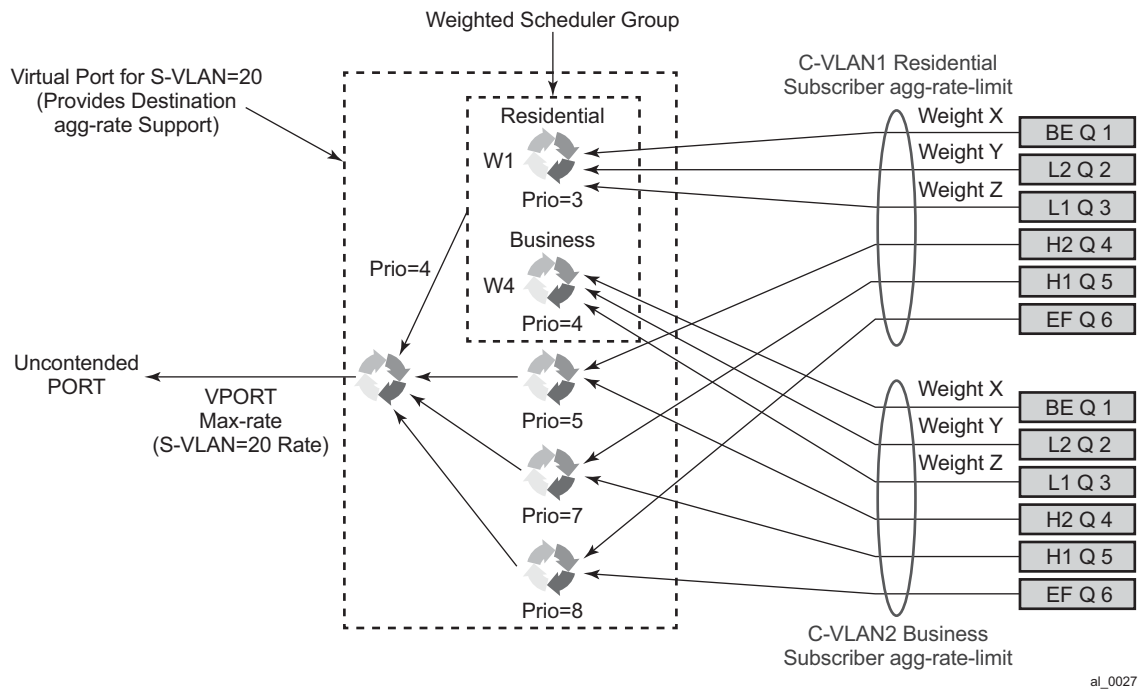 Weighted Scheduler Group
Virtual Port for S-VLAN=20
(Provides Destination
agg-rate Support)
C-VLAN1 Residential
Subscriber agg-rate-limit
Residential
W1
Prio=3
Business
W4
Prio=4
Prio=4
Weight X
Weight Y
Weight Z
BE Q 1
L2 Q 2
L1 Q 3
H2 Q 4
H1 Q 5
EF Q 6
Uncontended
PORT
VPORT
Max-rate
(S-VLAN=20 Rate)
Prio=5
Prio=7
Prio=8
Weight X
Weight Y
Weight Z
BE Q 1
L2 Q 2
L1 Q 3
H2 Q 4
H1 Q 5
EF Q 6
C-VLAN2 Business
Subscriber agg-rate-limit
al_0027